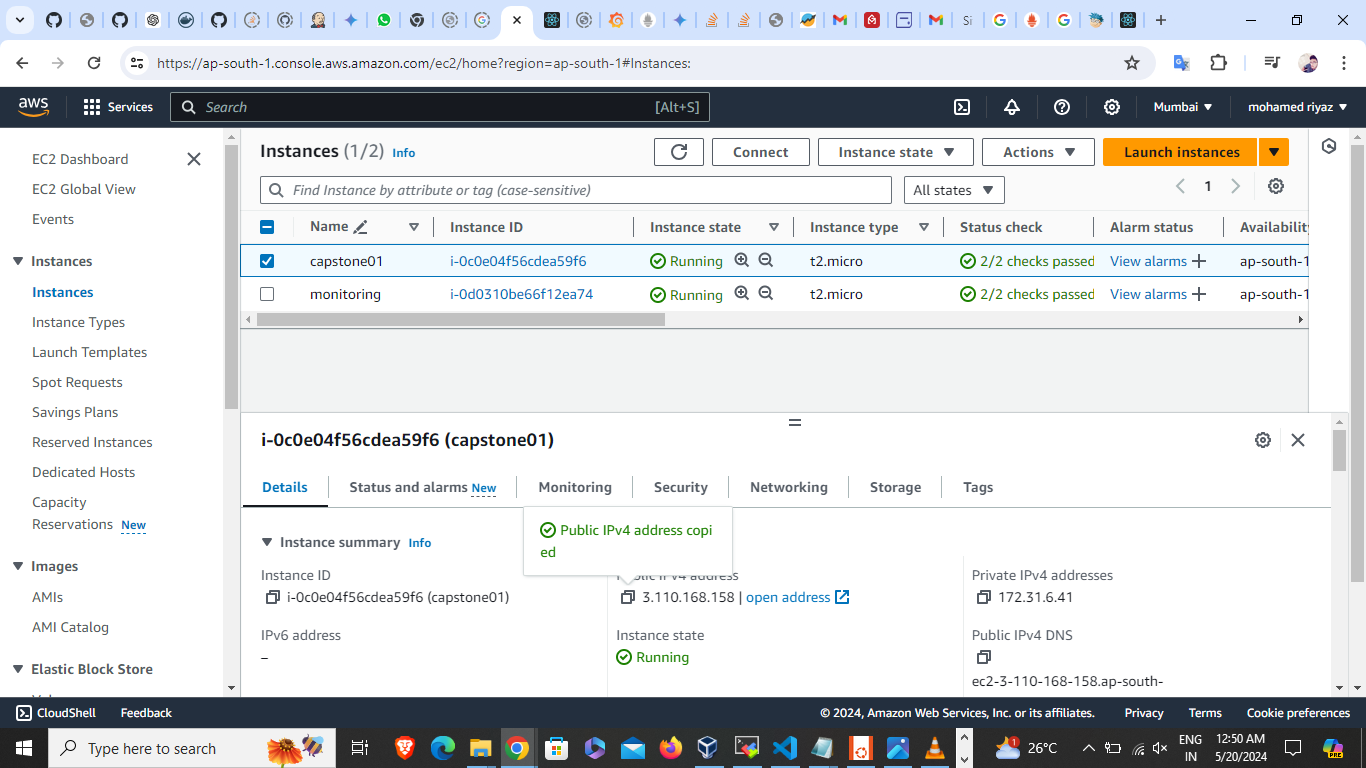 Si
https://ap-south-1.console.aws.amazon.com/ec2/home?region=ap-south-1#Instances:
aws
Services
Search
[Alt+S]
Mumbai
mohamed riyaz
EC2 Dashboard
EC2 Global View
Events
Instances
Instances
Instance Types
Launch Templates
Spot Requests
Savings Plans
Reserved Instances
Dedicated Hosts
Capacity
Reservations New
Images
AMIs
AMI Catalog
Elastic Block Store
Instances (1/2) Info
Connect
Instance state
Actions
Launch instances
Find Instance by attribute or tag (case-sensitive)
All states
1
Name Instance ID Instance state Instance type Status check Alarm status Availability
capstone01 i-0c0e04f56cdea59f6 Running t2.micro 2/2 checks passed View alarms + ap-south-1
monitoring i-0d0310be66f12ea74 Running t2.micro 2/2 checks passed View alarms + ap-south-1
i-0c0e04f56cdea59f6 (capstone01)
Details Status and alarms New Monitoring Security Networking Storage Tags
Public IPv4 address copi
ed
Instance summary Info
Instance ID
i-0c0e04f56cdea59f6 (capstone01)
IPv6 address
–
Public IPv4 address
3.110.168.158 | open address
Instance state
Running
Private IPv4 addresses
172.31.6.41
Public IPv4 DNS
ec2-3-110-168-158.ap-south-
CloudShell Feedback
© 2024, Amazon Web Services, Inc. or its affiliates. Privacy Terms Cookie preferences
Type here to search
1
26°C
ENG
IN
12:50 AM
5/20/2024
PRE